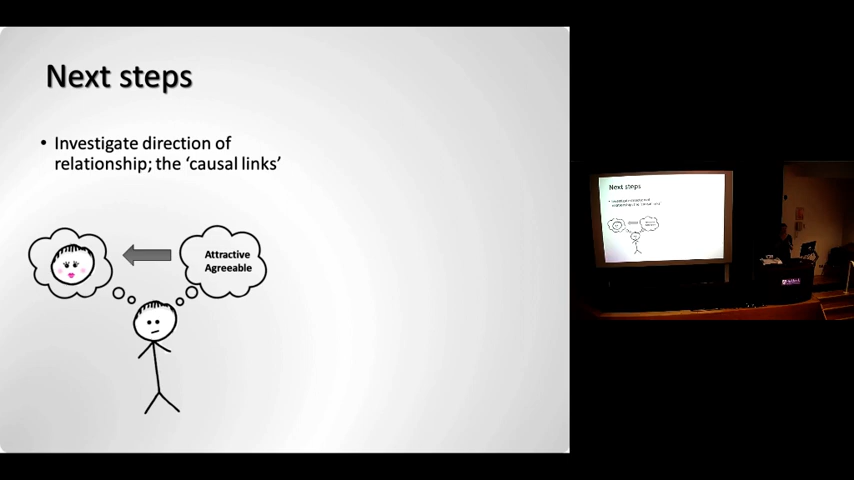 Next steps
• Investigate direction of
relationship; the ‘causal links’
Attractive
Agreeable
Next steps